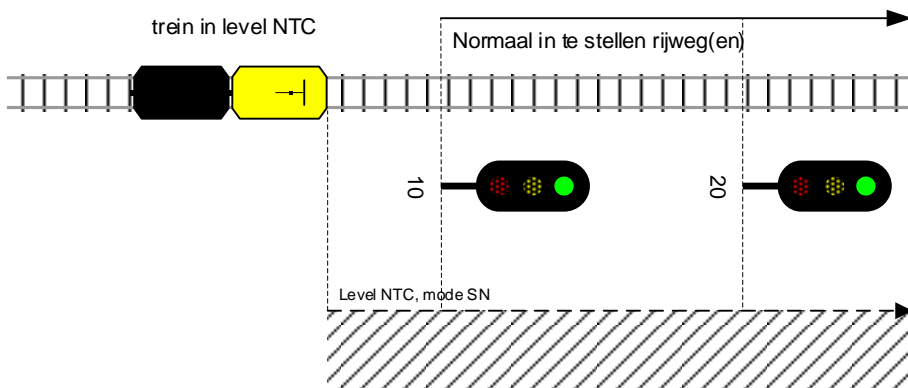 trein in level NTC
Normaal in te stellen rijweg(en)
10
20
Level NTC, mode SN